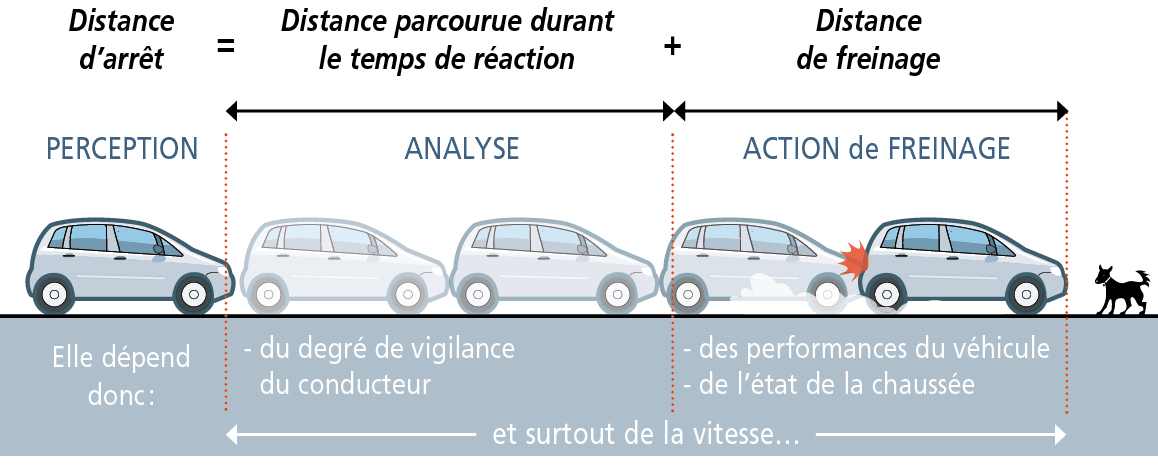 Distance
d'arrêt
=
Distance parcourue durant
le temps de réaction
+
Distance
de freinage
PERCEPTION
ANALYSE
ACTION de FREINAGE
Elle dépend
donc :
- du degré de vigilance
du conducteur
- des performances du véhicule
- de l'état de la chaussée
et surtout de la vitesse...